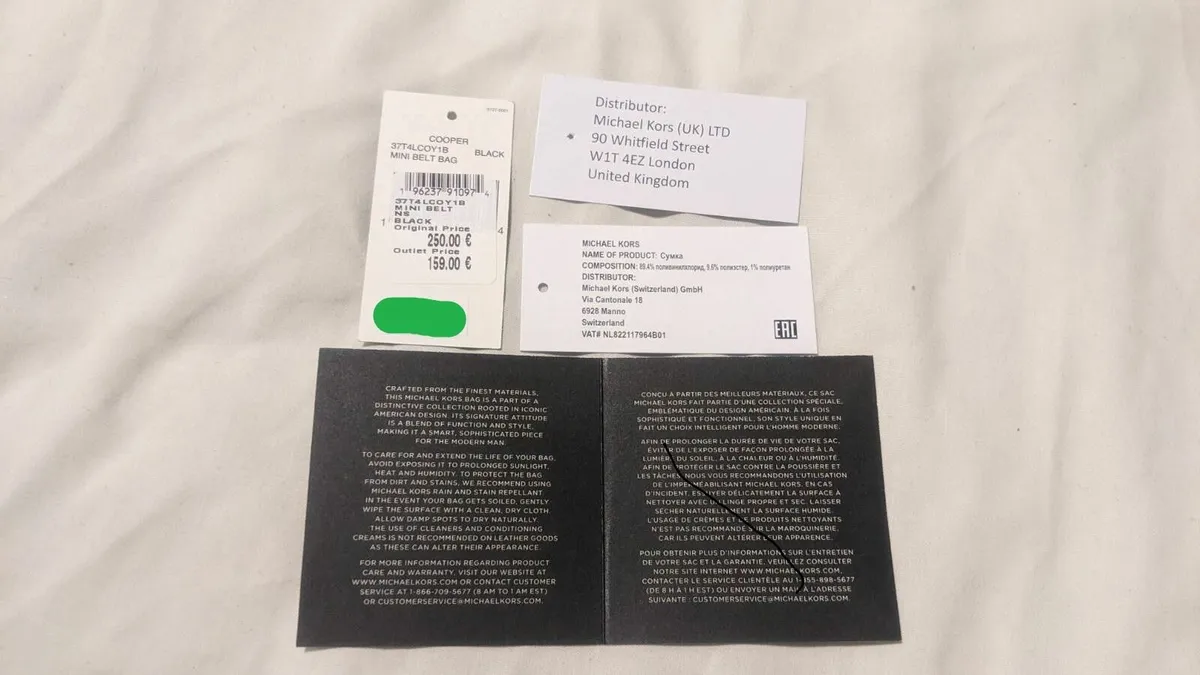 COOPER
37T4LCOY1B
BLACK
MINI BELT BAG
1 96237 91097 4
37T4LCOY1B
MINI BELT
NS
BLACK
Original Price
250.00 €
Outlet Price
159.00 €
1
4
Distributor:
Michael Kors (UK) LTD
90 Whitfield Street
W1T 4EZ London
United Kingdom
MICHAEL KORS
NAME OF PRODUCT: Сумка
COMPOSITION: 89,4% поливинилхлорид, 9,6% полиэстер, 1% полиуретан
DISTRIBUTOR:
Michael Kors (Switzerland) GmbH
Via Cantonale 18
6928 Manno
Switzerland
VAT# NL822117964B01
EAC
CRAFTED FROM THE FINEST MATERIALS,
THIS MICHAEL KORS BAG IS A PART OF A
DISTINCTIVE COLLECTION ROOTED IN ICONIC
AMERICAN DESIGN. ITS SIGNATURE ATTITUDE
IS A BLEND OF FUNCTION AND STYLE,
MAKING IT A SMART, SOPHISTICATED PIECE
FOR THE MODERN MAN.
TO CARE FOR AND EXTEND THE LIFE OF YOUR BAG,
AVOID EXPOSING IT TO PROLONGED SUNLIGHT,
HEAT AND HUMIDITY. TO PROTECT THE BAG
FROM DIRT AND STAINS, WE RECOMMEND USING
MICHAEL KORS RAIN AND STAIN REPELLANT
IN THE EVENT YOUR BAG GETS SOILED, GENTLY
WIPE THE SURFACE WITH A CLEAN, DRY CLOTH.
ALLOW DAMP SPOTS TO DRY NATURALLY.
THE USE OF CLEANERS AND CONDITIONING
CREAMS IS NOT RECOMMENDED ON LEATHER GOODS
AS THESE CAN ALTER THEIR APPEARANCE.
FOR MORE INFORMATION REGARDING PRODUCT
CARE AND WARRANTY, VISIT OUR WEBSITE AT
WWW.MICHAELKORS.COM OR CONTACT CUSTOMER
SERVICE AT 1-866-709-5677 (8 AM TO 1 AM EST)
OR CUSTOMERSERVICE@MICHAELKORS.COM.
CONÇU À PARTIR DES MEILLEURS MATÉRIAUX, CE SAC
MICHAEL KORS FAIT PARTIE D'UNE COLLECTION SPÉCIALE,
EMBLÉMATIQUE DU DESIGN AMÉRICAIN. À LA FOIS
SOPHISTIQUÉ ET FONCTIONNEL, SON STYLE UNIQUE EN
FAIT UN CHOIX INTELLIGENT POUR L'HOMME MODERNE.
AFIN DE PROLONGER LA DURÉE DE VIE DE VOTRE SAC,
ÉVITER DE L'EXPOSER DE FAÇON PROLONGÉE À LA
LUMIÈRE DU SOLEIL, À LA CHALEUR OU À L'HUMIDITÉ.
AFIN DE PROTÉGER LE SAC CONTRE LA POUSSIÈRE ET
LES TÂCHES, NOUS VOUS RECOMMANDONS L'UTILISATION
DE L'IMPERMÉABILISANT MICHAEL KORS. EN CAS
D'INCIDENT, ESSUYER DÉLICATEMENT LA SURFACE À
NETTOYER AVEC UN LINGE PROPRE ET SEC. LAISSER
SÉCHER NATURELLEMENT LA SURFACE HUMIDE.
L'USAGE DE CRÈMES ET DE PRODUITS NETTOYANTS
N'EST PAS RECOMMANDÉ SUR LA MAROQUINERIE,
CAR ILS PEUVENT ALTÉRER LEUR APPARENCE.
POUR OBTENIR PLUS D'INFORMATIONS SUR L'ENTRETIEN
DE VOTRE SAC ET LA GARANTIE, VEUILLEZ CONSULTER
NOTRE SITE INTERNET WWW.MICHAELKORS.COM,
CONTACTER LE SERVICE CLIENTÈLE AU
(DE 8 H À 1 H EST) OU ENVOYER UN MAIL À L'ADRESSE
SUIVANTE : CUSTOMERSERVICE@MICHAELKORS.COM.